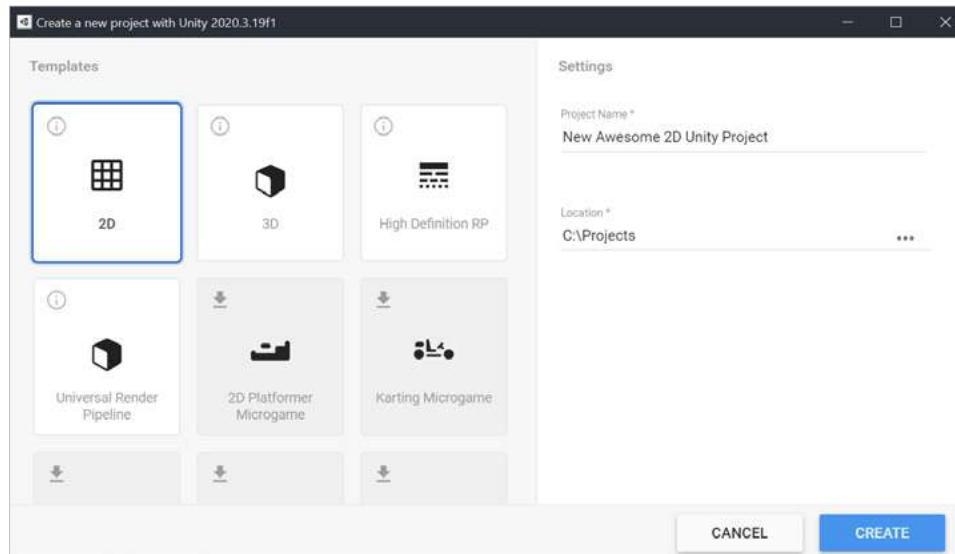 Create a new project with Unity 2020.3.19f1
Templates
2D
3D
High Definition RP
Universal Render
Pipeline
2D Platformer
Microgame
Karting Microgame
Settings
Project Name *
New Awesome 2D Unity Project
Location *
C:\Projects
CANCEL
CREATE